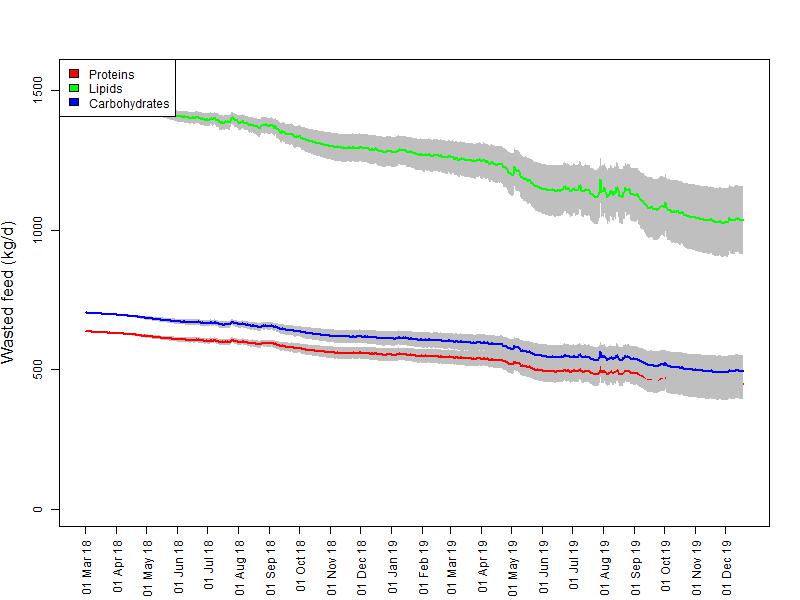 Proteins
Lipids
Carbohydrates
Wasted feed (kg/d)
1500
1000
500
0
01 Mar 18
01 Apr 18
01 May 18
01 Jun 18
01 Jul 18
01 Aug 18
01 Sep 18
01 Oct 18
01 Nov 18
01 Dec 18
01 Jan 19
01 Feb 19
01 Mar 19
01 Apr 19
01 May 19
01 Jun 19
01 Jul 19
01 Aug 19
01 Sep 19
01 Oct 19
01 Nov 19
01 Dec 19